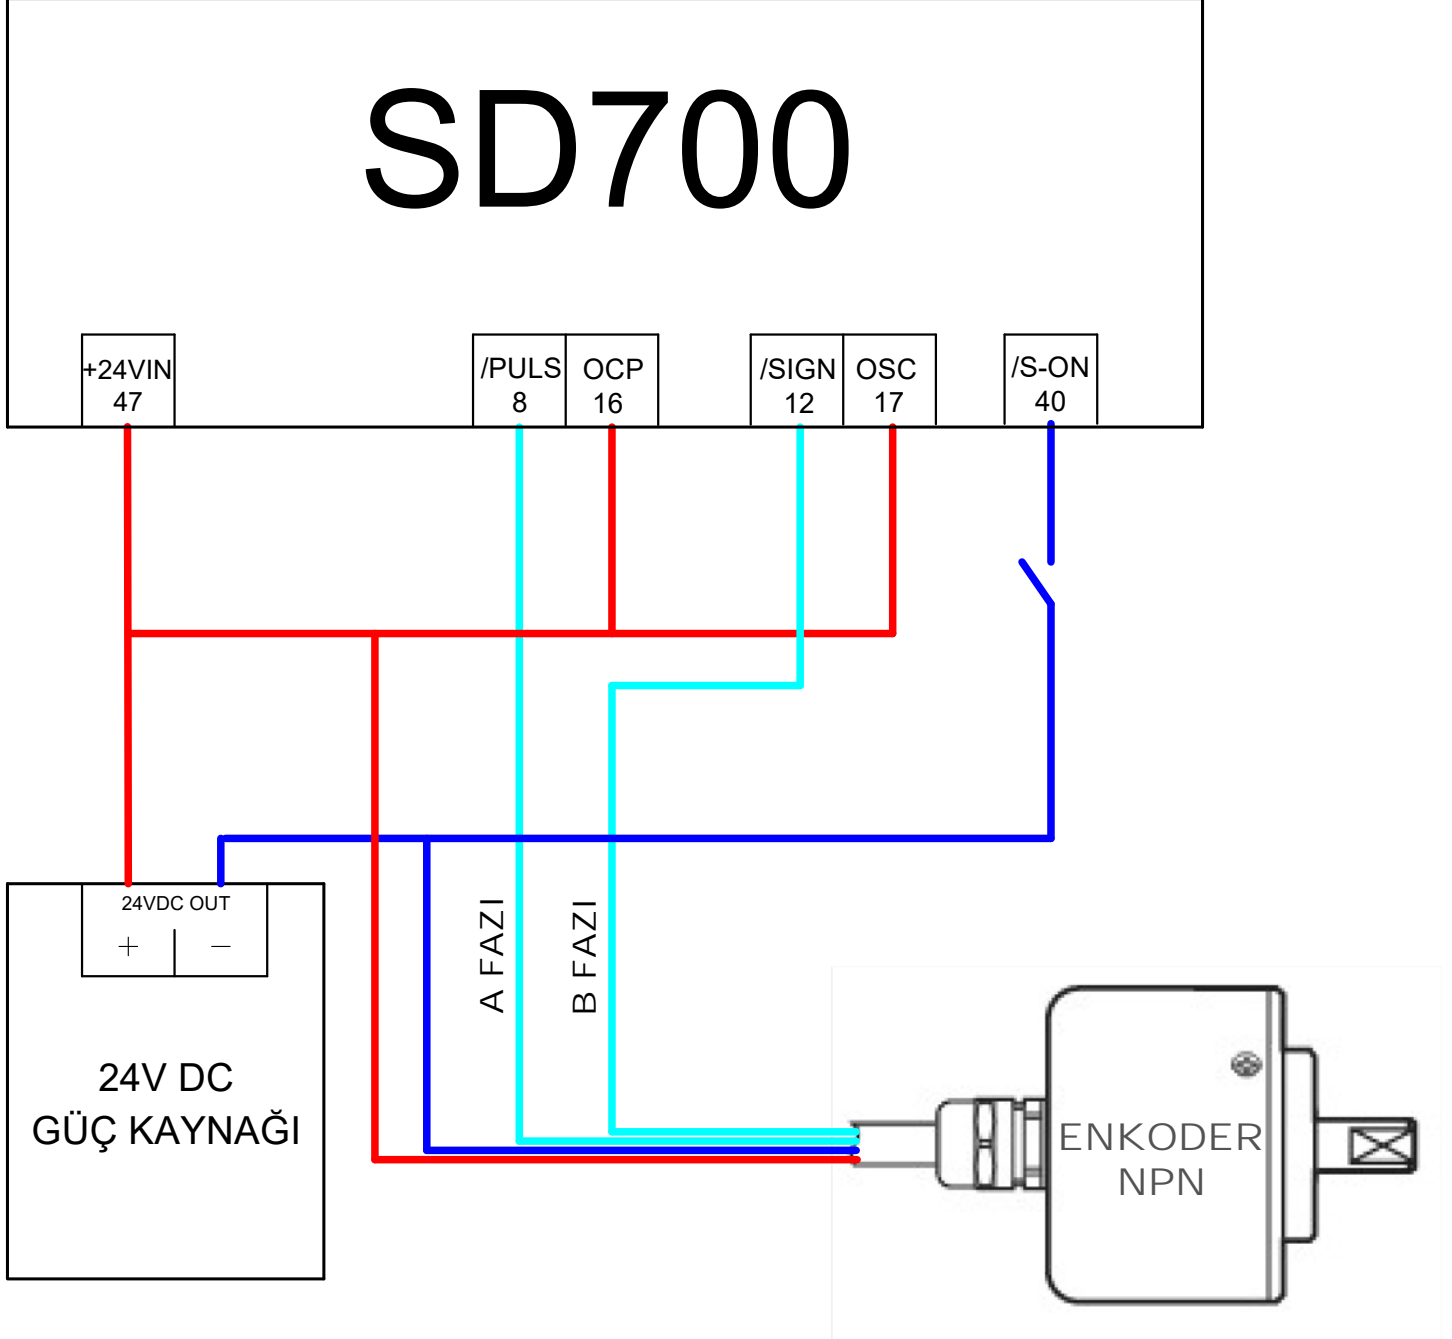 SD700
+24VIN
47
/PULS
8
OCP
16
/SIGN
12
OSC
17
/S-ON
40
A FAZI
B FAZI
24VDC OUT
+ −
24V DC
GÜÇ KAYNAĞI
ENKODER
NPN